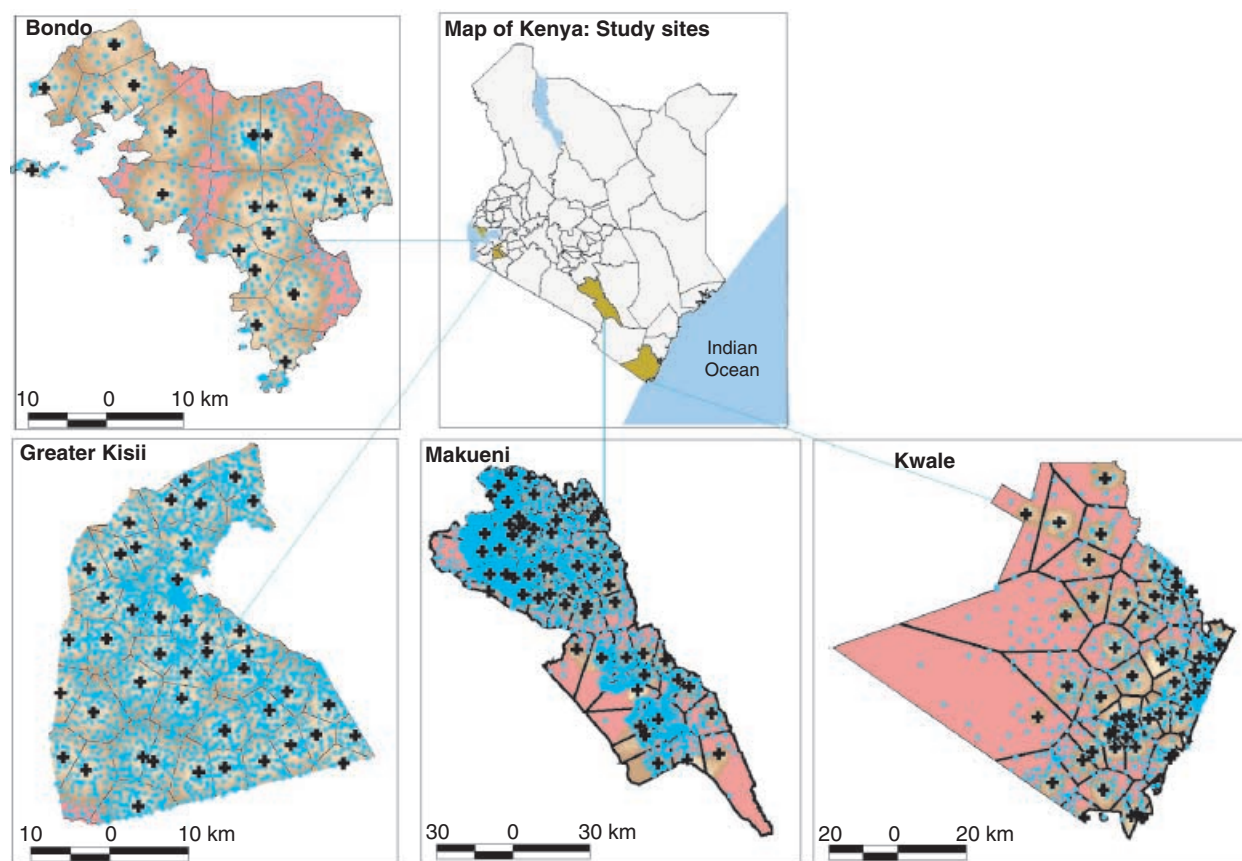 Bondo
Map of Kenya: Study sites
Indian
Ocean
10 0 10 km
Greater Kisii
Makueni
Kwale
10 0 10 km
30 0 30 km
20 0 20 km